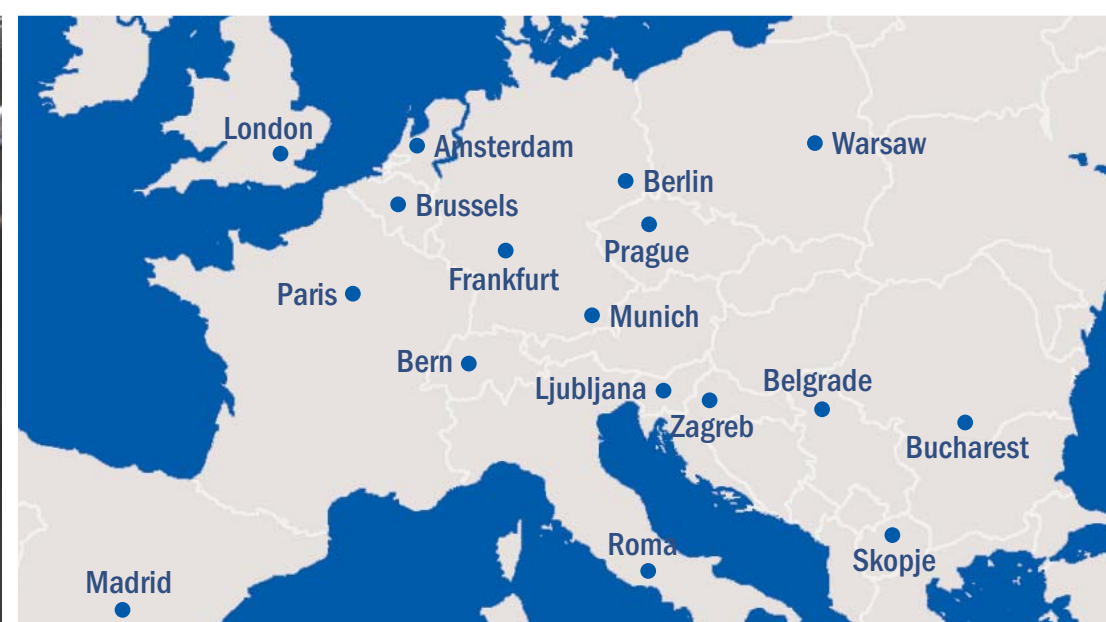 London
Amsterdam
Warsaw
Berlin
Brussels
Prague
Frankfurt
Paris
Munich
Bern
Ljubljana
Belgrade
Zagreb
Bucharest
Roma
Skopje
Madrid